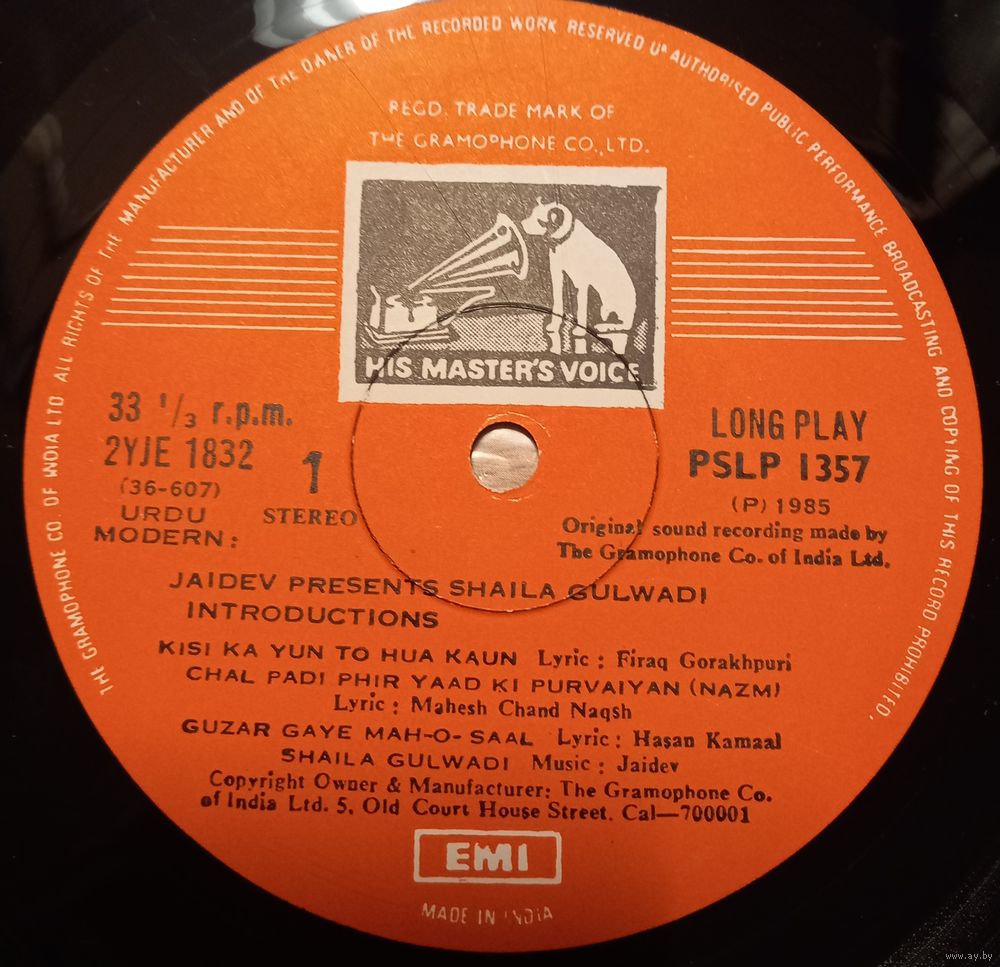 THE GRAMOPHONE CO. OF INDIA LTD ALL RIGHTS OF THE MANUFACTURER AND OF THE OWNER OF THE RECORDED WORK RESERVED UNAUTHORISED PUBLIC PERFORMANCE BROADCASTING AND COPYING OF THIS RECORD PROHIBITED.
REGD. TRADE MARK OF
THE GRAMOPHONE CO., LTD.
HIS MASTER'S VOICE
33 1/3 r.p.m.
2YJE 1832
(36-607)
1
URDU
STEREO
MODERN:
LONG PLAY
PSLP 1357
(P) 1985
Original sound recording made by
The Gramophone Co. of India Ltd.
JAIDEV PRESENTS SHAILA GULWADI
INTRODUCTIONS
KISI KA YUN TO HUA KAUN Lyric : Firaq Gorakhpuri
CHAL PADI PHIR YAAD KI PURVAIYAN (NAZM)
Lyric : Mahesh Chand Naqsh
GUZAR GAYE MAH-O-SAAL Lyric : Hasan Kamaal
SHAILA GULWADI Music : Jaidev
Copyright Owner & Manufacturer: The Gramophone Co.
of India Ltd. 5, Old Court House Street. Cal—700001
EMI
MADE IN INDIA
www.ay.by